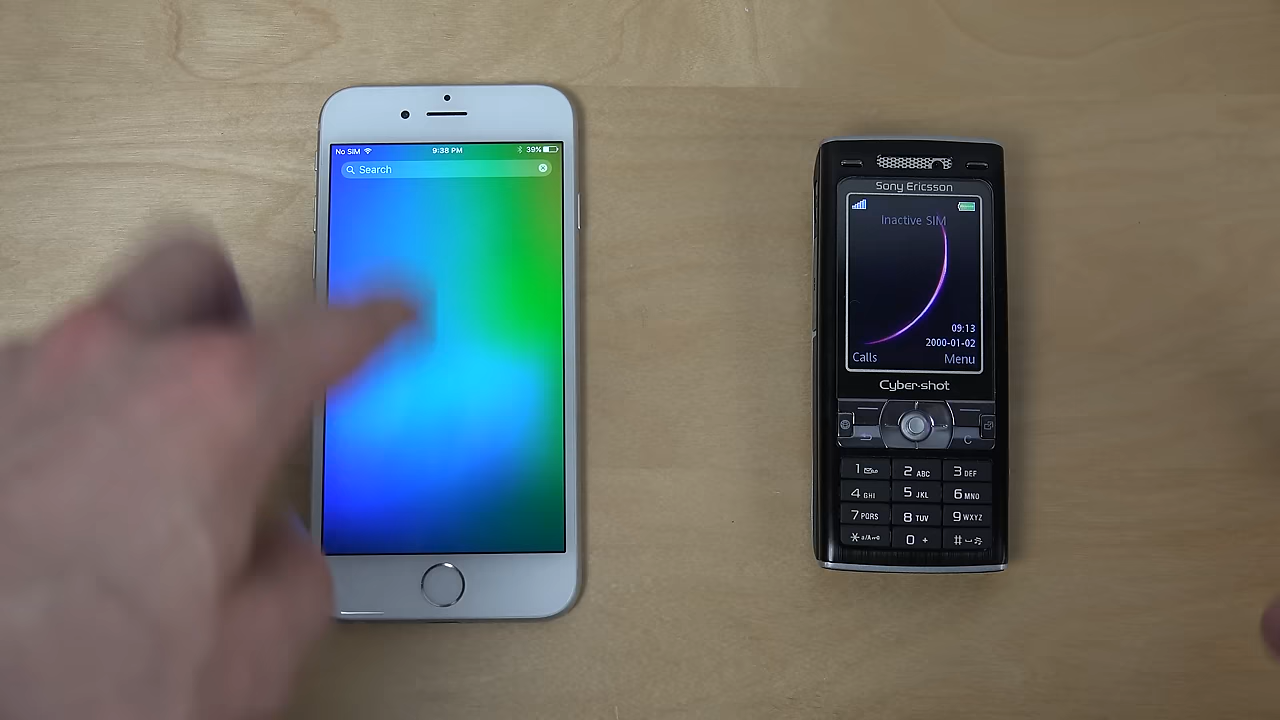 No SIM
9:38 PM
39%
Search
Sony Ericsson
Inactive SIM
09:13
2000-01-02
Calls
Menu
Cyber-shot
C
1
2 ABC
3 DEF
4 GHI
5 JKL
6 MNO
7 PQRS
8 TUV
9 WXYZ
* a/A
0 +
#